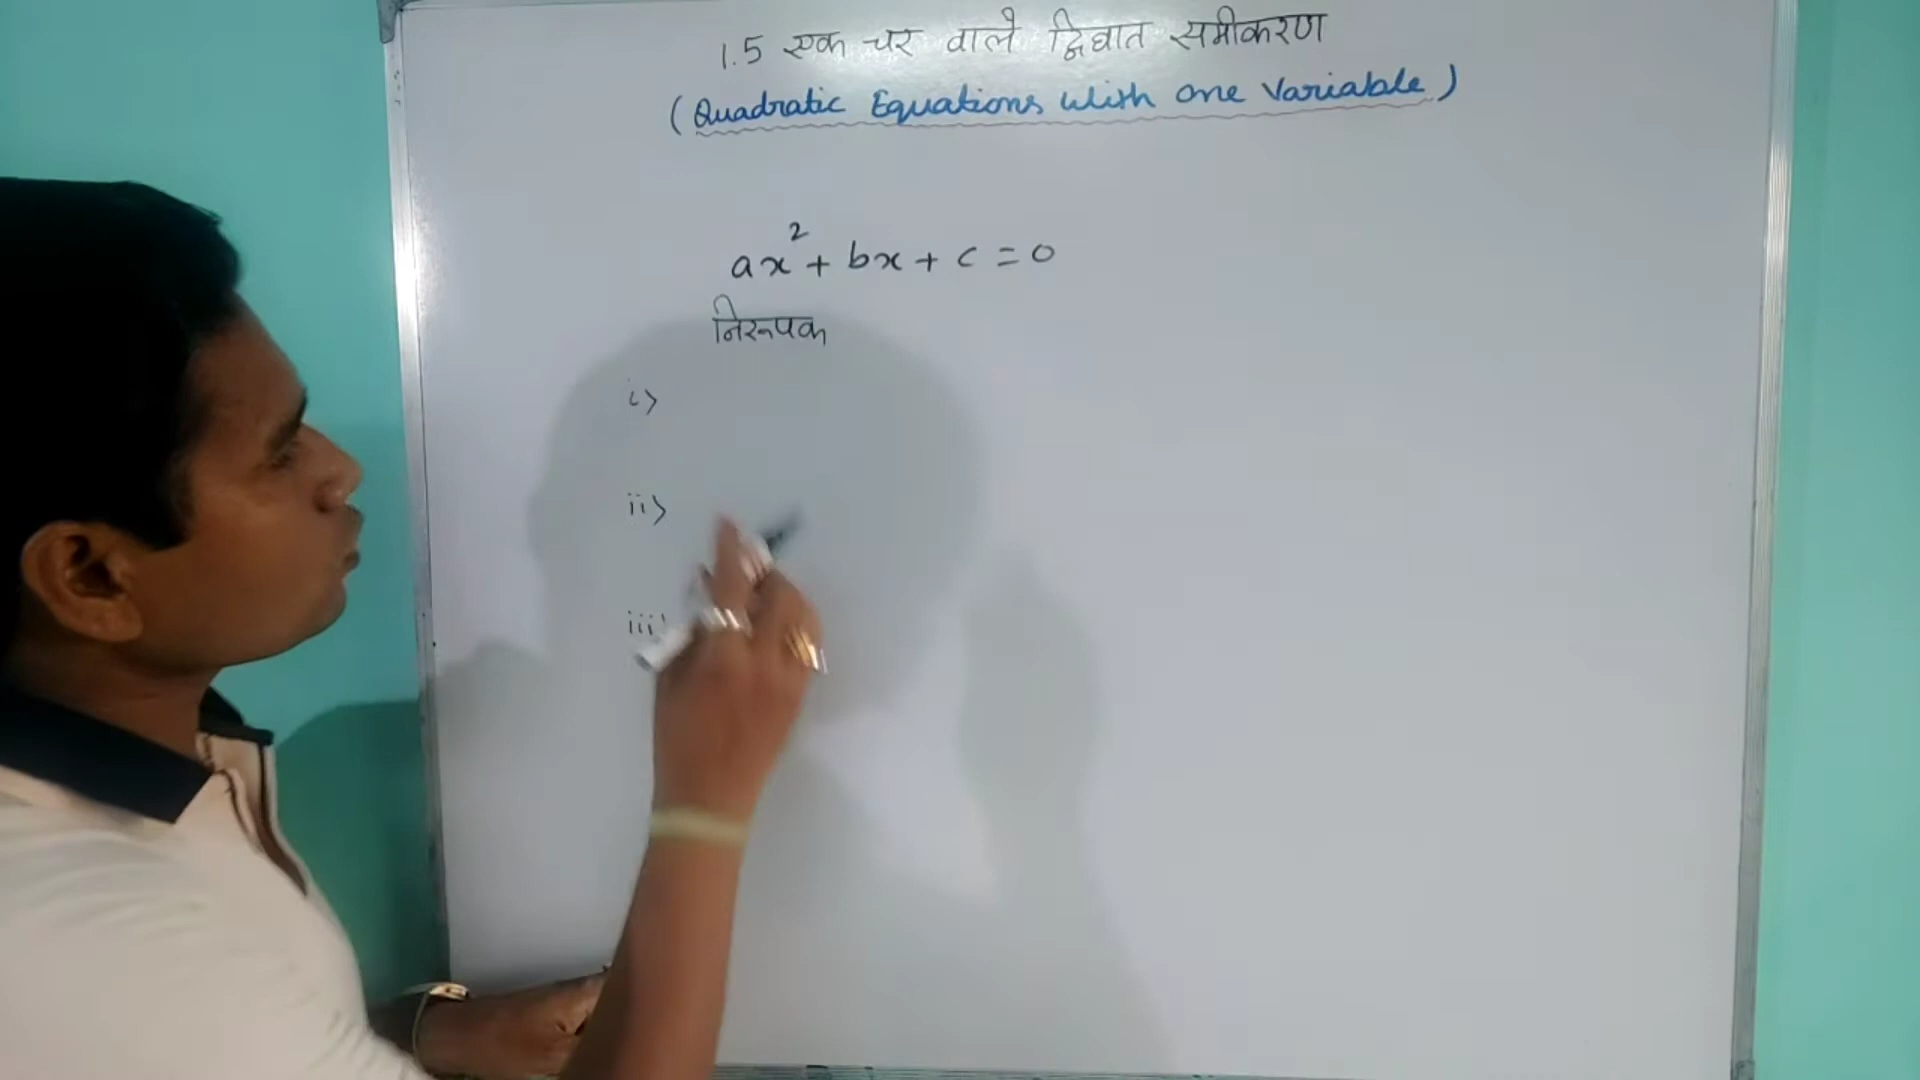 1.5 एक चर वाले द्विघात समीकरण
(Quadratic Equations With one Variable)
ax² + bx + c = 0
निरूपक
i>
ii>
iii